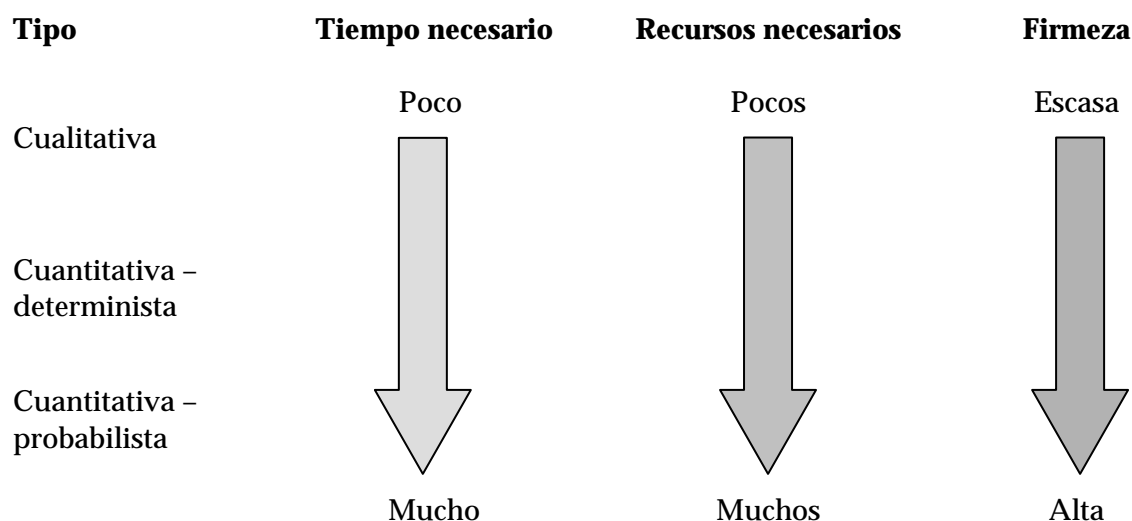 Tipo Tiempo necesario Recursos necesarios Firmeza
Poco Pocos Escasa
Cualitativa
Cuantitativa –
determinista
Cuantitativa –
probabilista
Mucho Muchos Alta